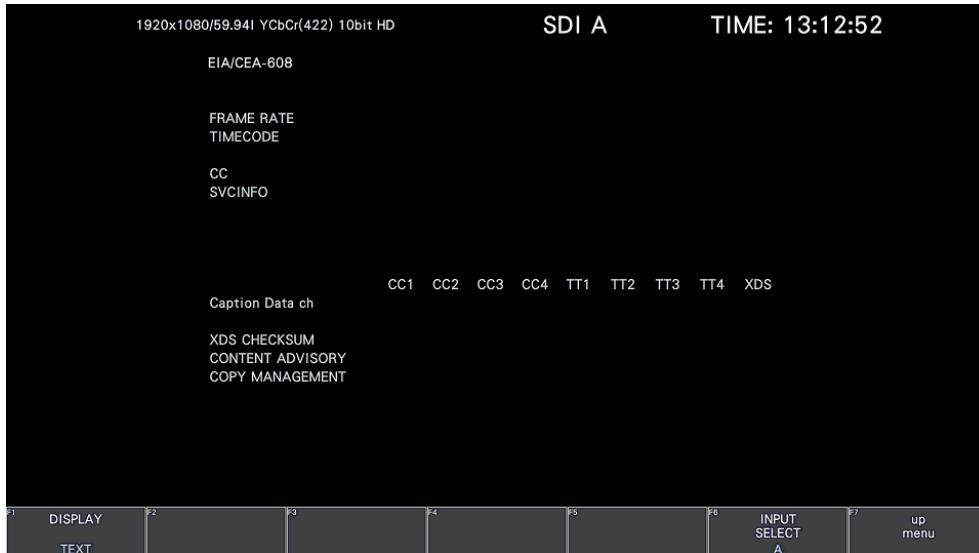 1920x1080/59.94I YCbCr(422) 10bit HD SDI A TIME: 13:12:52
EIA/CEA-608
FRAME RATE
TIMECODE
CC
SVCINFO
CC1 CC2 CC3 CC4 TT1 TT2 TT3 TT4 XDS
Caption Data ch
XDS CHECKSUM
CONTENT ADVISORY
COPY MANAGEMENT
F1 DISPLAY F2 F3 F4 F5 F6 INPUT F7 up
SELECT menu
TEXT A